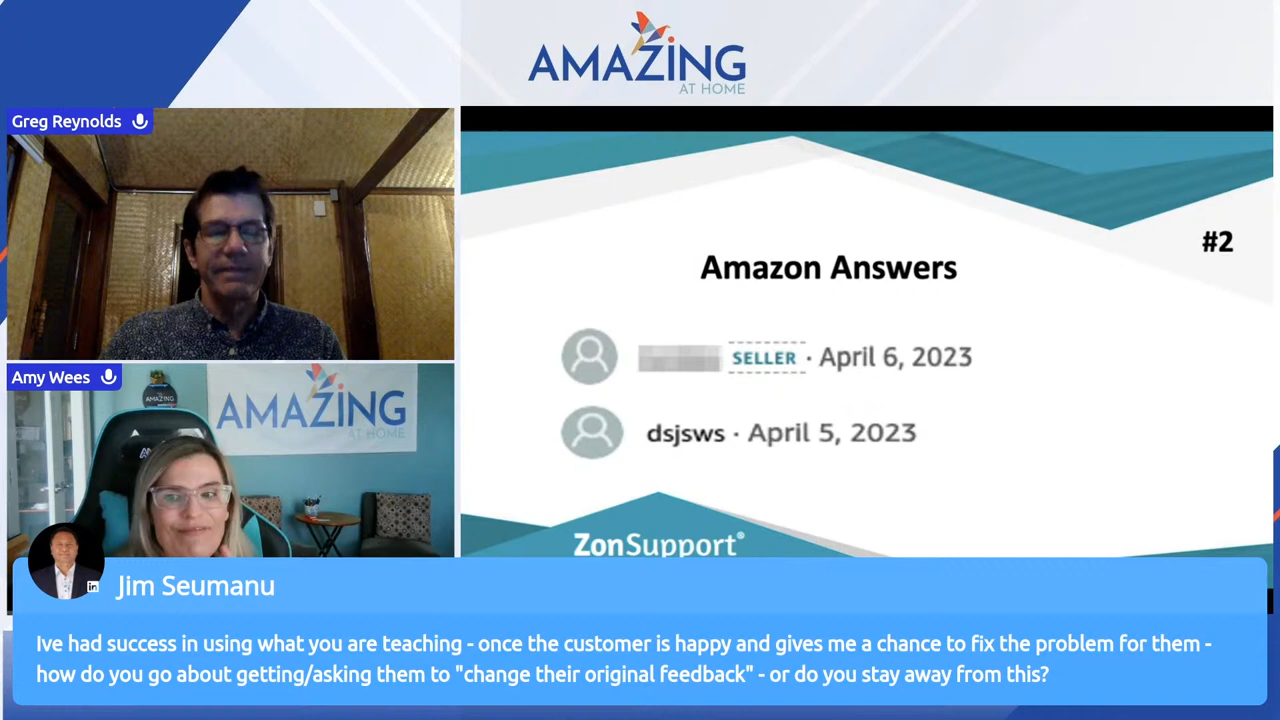 AMAZING
AT HOME
Greg Reynolds
#2
Amazon Answers
SELLER · April 6, 2023
dsjsws · April 5, 2023
Amy Wees
AMAZING
AMAZING
AT HOME
ZonSupport®
in
Jim Seumanu
Ive had success in using what you are teaching - once the customer is happy and gives me a chance to fix the problem for them -
how do you go about getting/asking them to "change their original feedback" - or do you stay away from this?